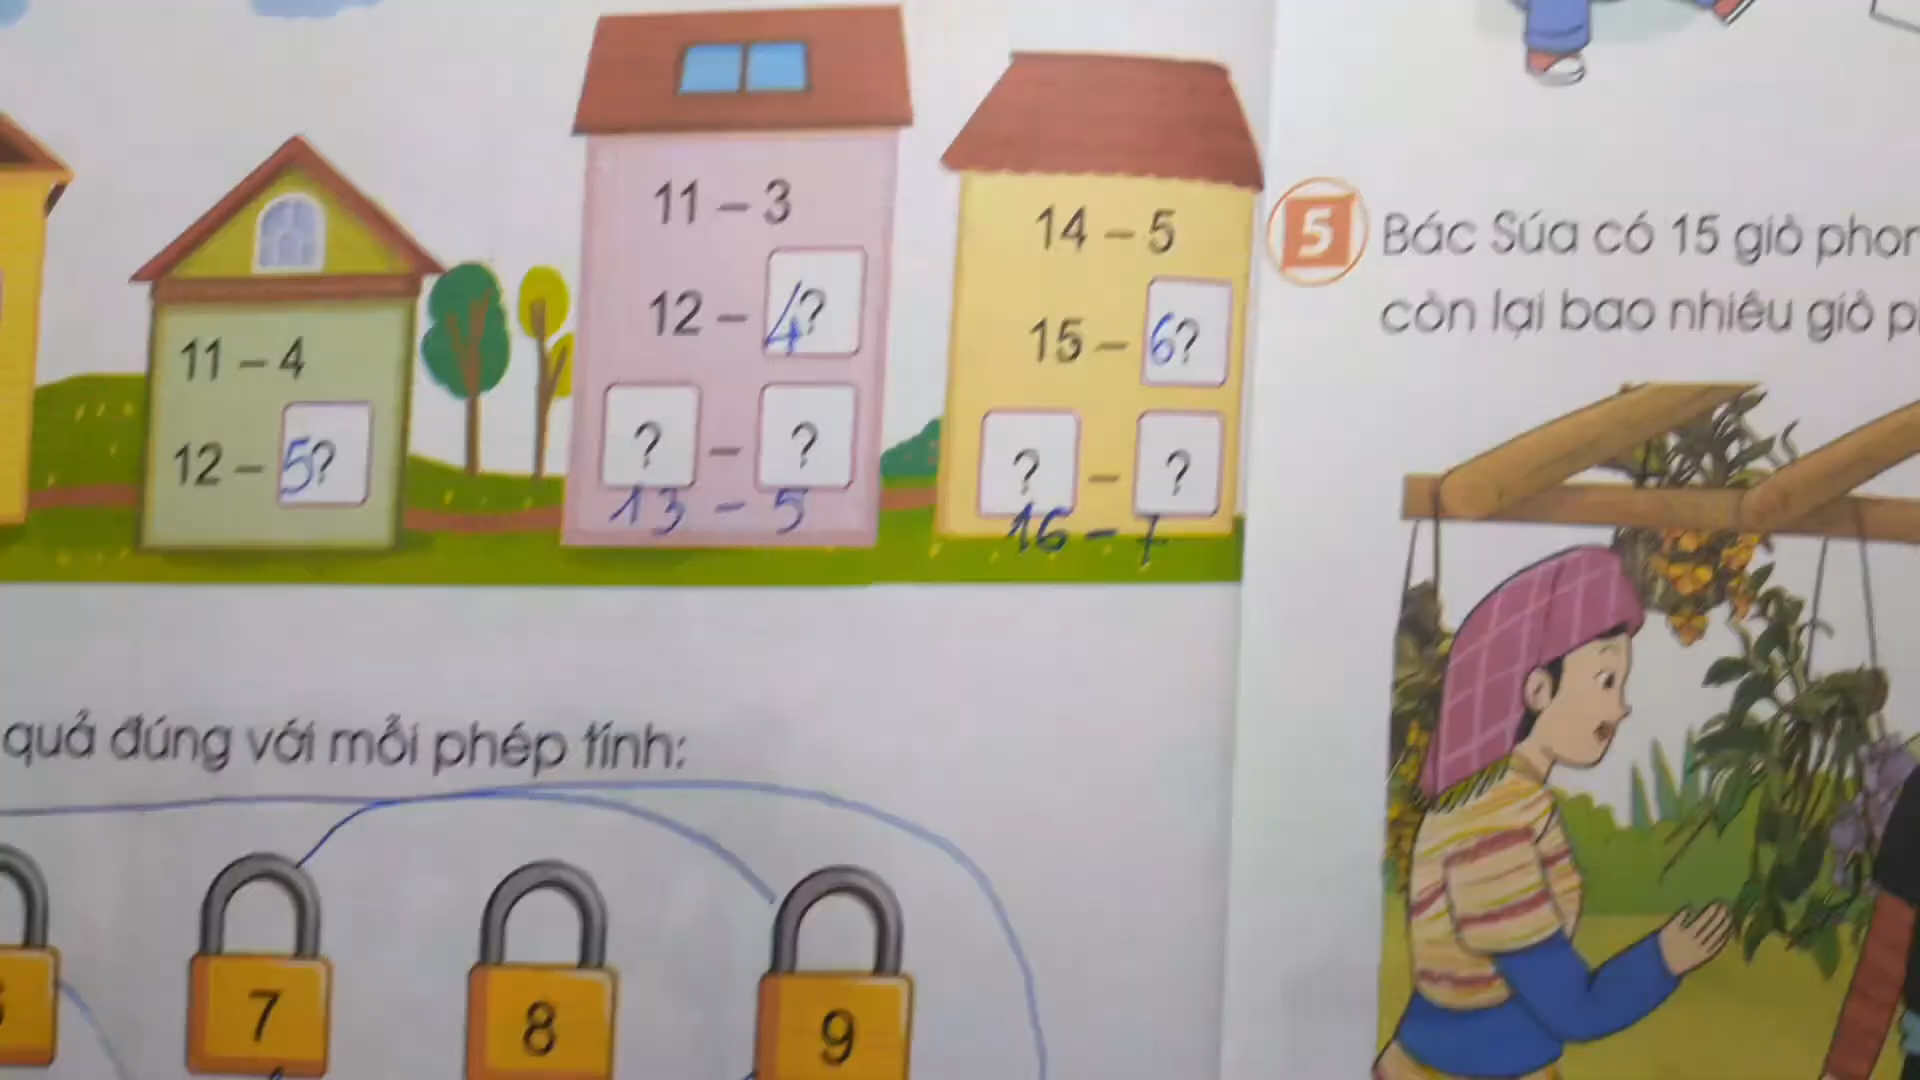 11 – 4
12 – 5?
11 – 3
12 – 4?
? – ?
13 – 5
14 – 5
15 – 6?
? – ?
16 – 7
quả đúng với mỗi phép tính:
7
8
9
5 Bác Súa có 15 giỏ
còn lại bao nhiêu giỏ